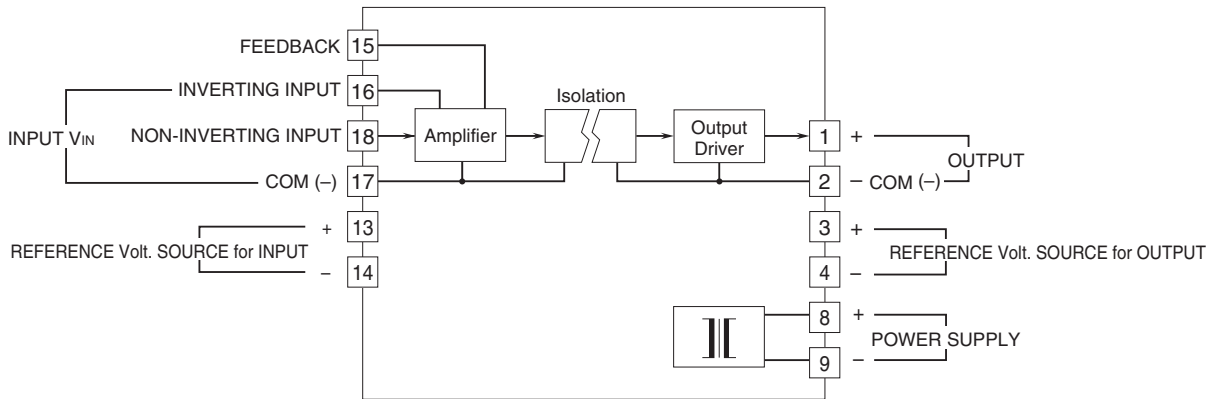 FEEDBACK 15
INVERTING INPUT 16
Isolation
INPUT VIN
NON-INVERTING INPUT 18
Amplifier
Output
Driver
1 +
OUTPUT
COM (–) 17
2 – COM (–)
+ 13
REFERENCE Volt. SOURCE for INPUT
– 14
3 +
REFERENCE Volt. SOURCE for OUTPUT
4 –
8 +
POWER SUPPLY
9 –